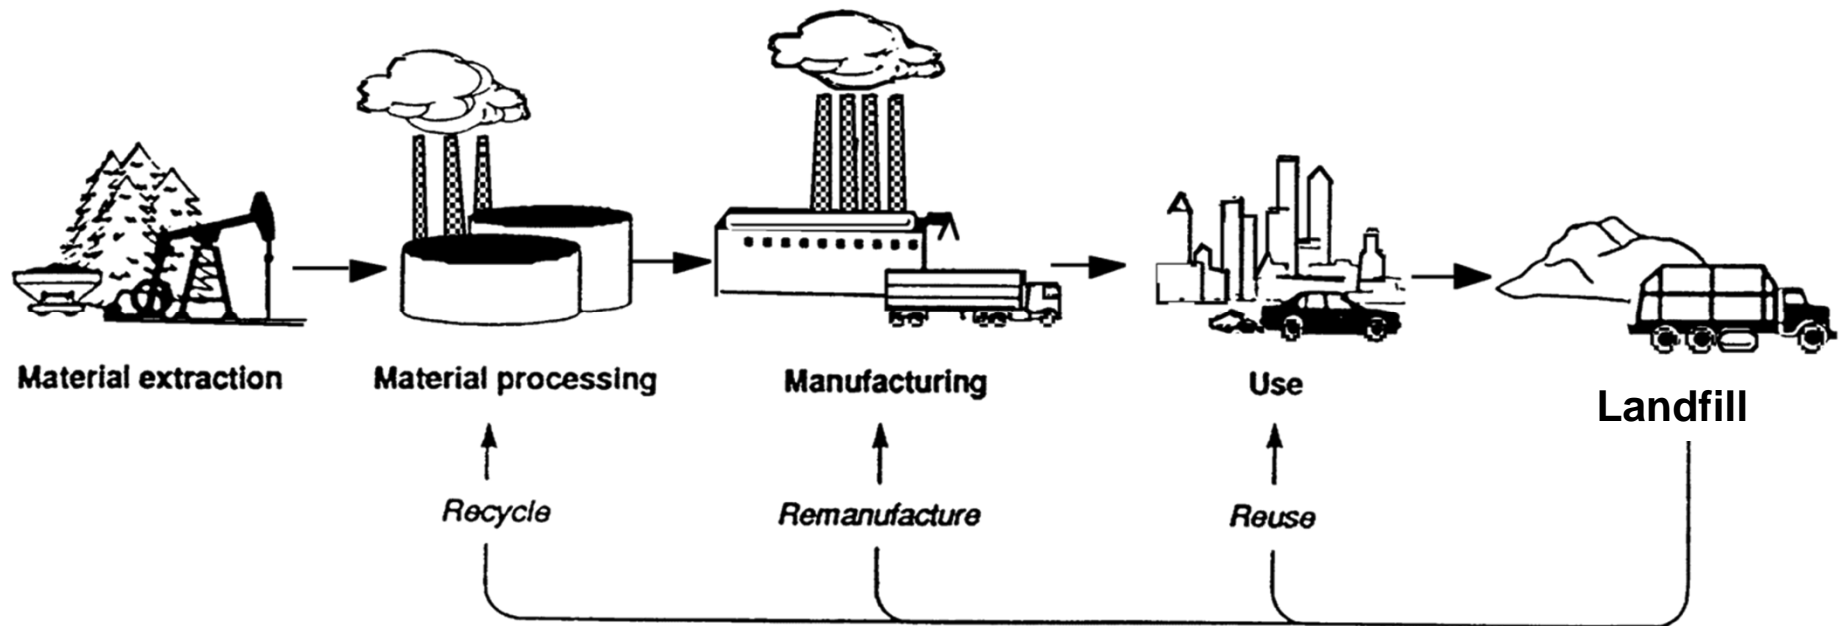 Material extraction
Material processing
Manufacturing
Use
Landfill
Recycle
Remanufacture
Reuse